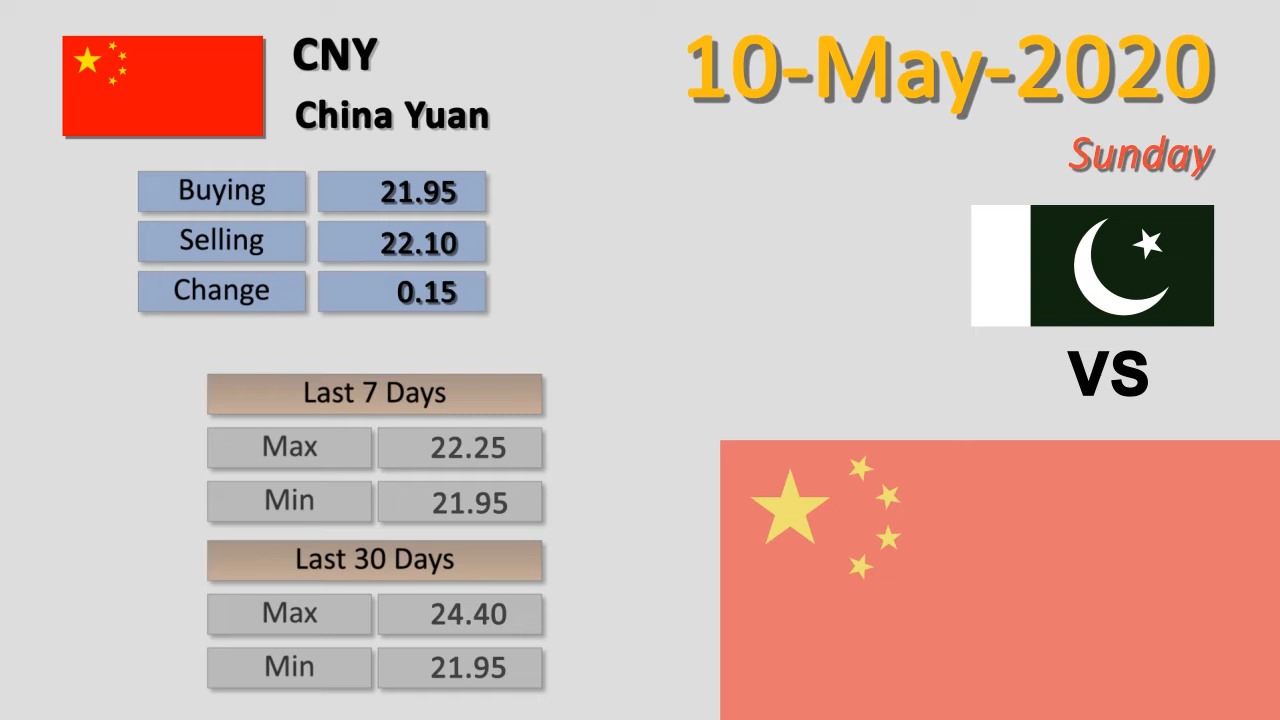 CNY
China Yuan
10-May-2020
Sunday
Buying 21.95
Selling 22.10
Change 0.15
VS
Last 7 Days
Max 22.25
Min 21.95
Last 30 Days
Max 24.40
Min 21.95